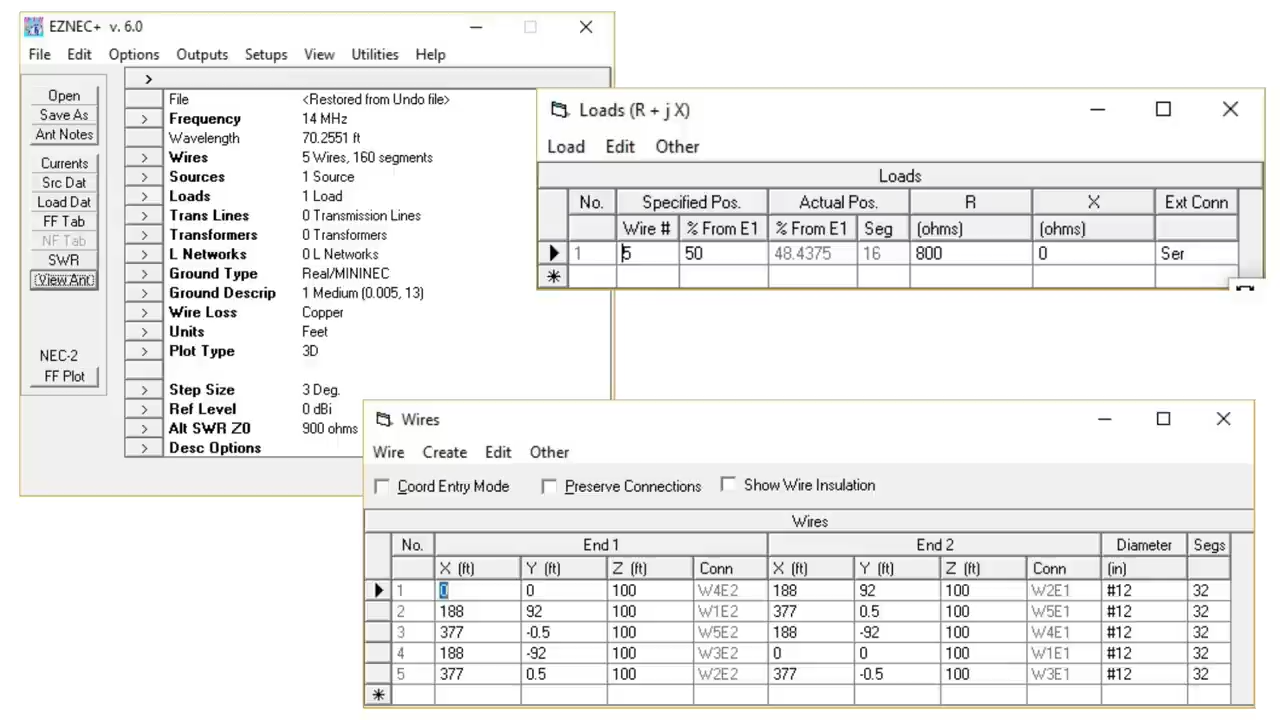 EZNEC+ v. 6.0
File Edit Options Outputs Setups View Utilities Help
Open
Save As
Ant Notes
Currents
Src Dat
Load Dat
FF Tab
NF Tab
SWR
View Ant
NEC-2
FF Plot
>
File <Restored from Undo file>
> Frequency 14 MHz
Wavelength 70.2551 ft
> Wires 5 Wires, 160 segments
> Sources 1 Source
> Loads 1 Load
> Trans Lines 0 Transmission Lines
> Transformers 0 Transformers
> L Networks 0 L Networks
> Ground Type Real/MININEC
> Ground Descrip 1 Medium (0.005, 13)
> Wire Loss Copper
> Units Feet
> Plot Type 3D
> Step Size 3 Deg.
> Ref Level 0 dBi
> Alt SWR Z0 900 ohms
> Desc Options
Loads (R + j X)
Load Edit Other
Loads
No. Specified Pos. Actual Pos. R X Ext Conn
Wire # % From E1 % From E1 Seg (ohms) (ohms)
1 5 50 48.4375 16 800 0 Ser
Wires
Wire Create Edit Other
Coord Entry Mode Preserve Connections Show Wire Insulation
Wires
No. End 1 End 2 Diameter Segs
X (ft) Y (ft) Z (ft) Conn X (ft) Y (ft) Z (ft) Conn (in)
1 0 0 100 W4E2 188 92 100 W2E1 #12 32
2 188 92 100 W1E2 377 0.5 100 W5E1 #12 32
3 377 -0.5 100 W5E2 188 -92 100 W4E1 #12 32
4 188 -92 100 W3E2 0 0 100 W1E1 #12 32
5 377 0.5 100 W2E2 377 -0.5 100 W3E1 #12 32